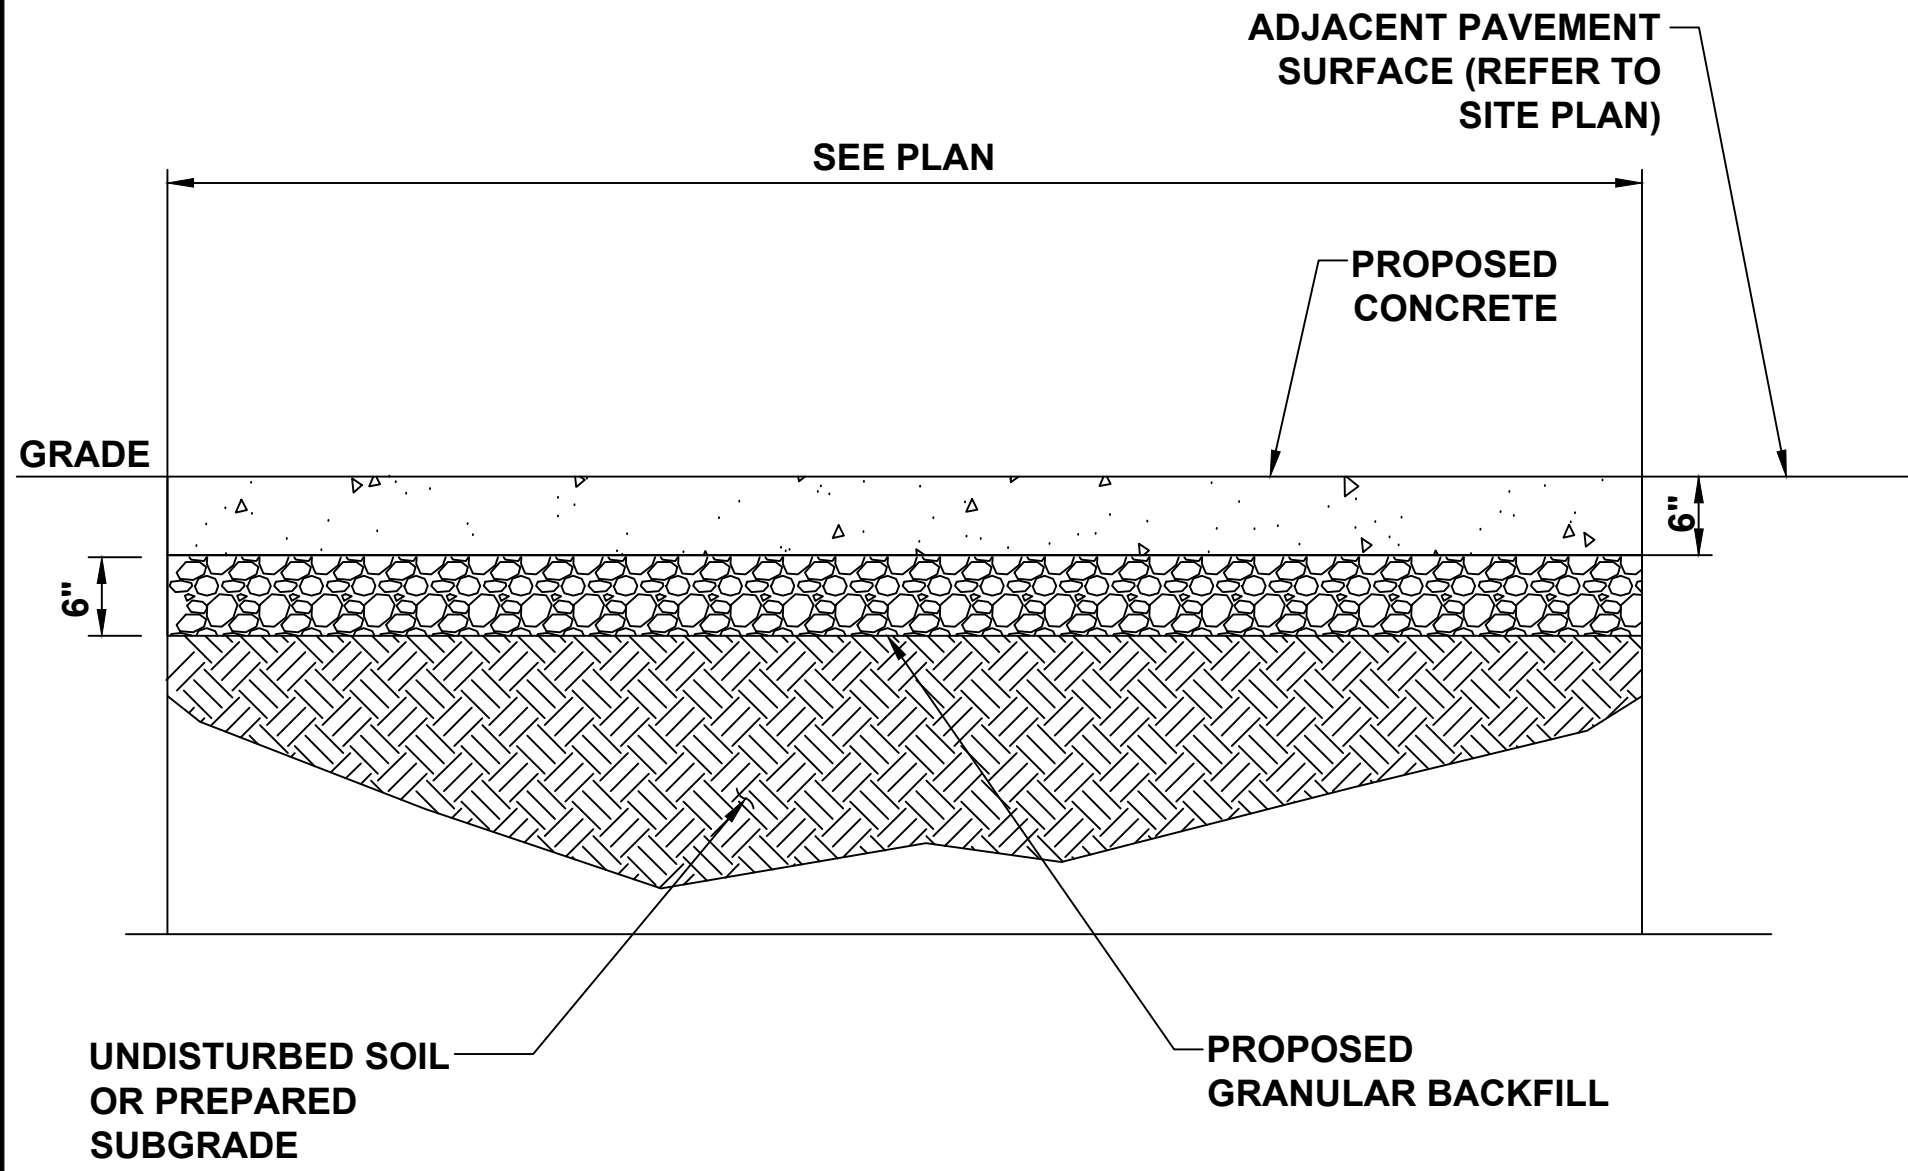 ADJACENT PAVEMENT
SURFACE (REFER TO
SITE PLAN)
SEE PLAN
PROPOSED
CONCRETE
GRADE
6"
6"
UNDISTURBED SOIL
OR PREPARED
SUBGRADE
PROPOSED
GRANULAR BACKFILL